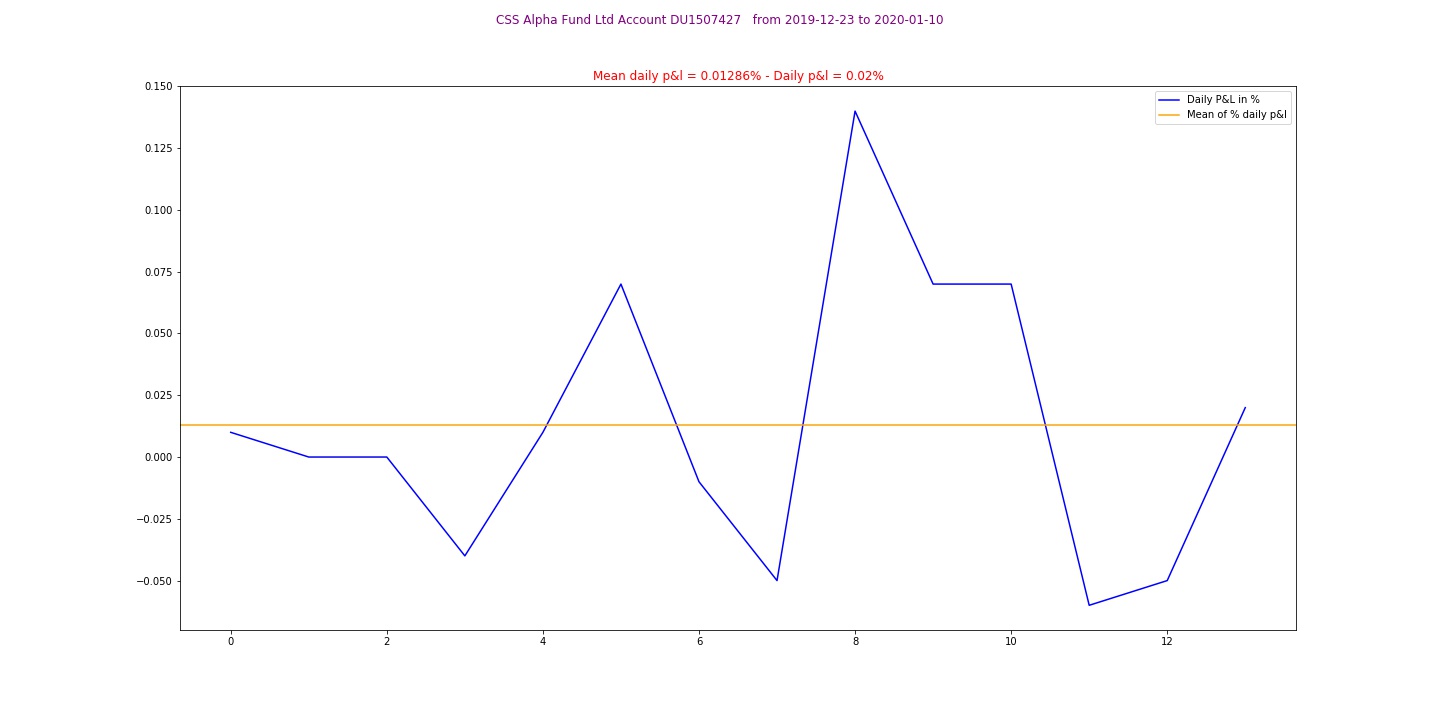 CSS Alpha Fund Ltd Account DU1507427   from 2019-12-23 to 2020-01-10
Mean daily p&l = 0.01286% - Daily p&l = 0.02%
Daily P&L in %
Mean of % daily p&l
0.150
0.125
0.100
0.075
0.050
0.025
0.000
−0.025
−0.050
0 2 4 6 8 10 12